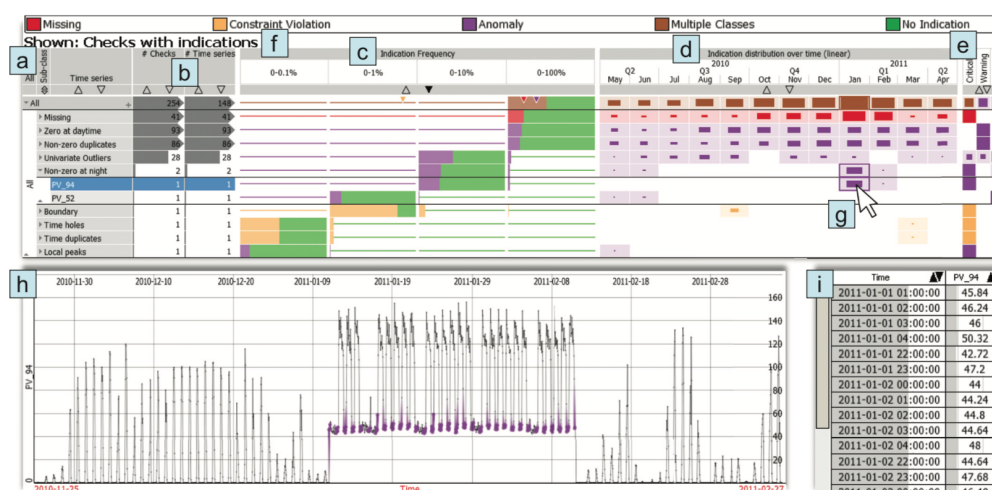 Missing Constraint Violation Anomaly Multiple Classes No Indication
Shown: Checks with indications
a b c d e f
All Sub-class Time series # Checks # Time series Indication Frequency Indication distribution over time (linear) Critical Warning
0-0.1% 0-1% 0-10% 0-100%
2010 2011
Q2 Q3 Q4 Q1 Q2
May Jun Jul Aug Sep Oct Nov Dec Jan Feb Mar Apr
All 254 148
All
Missing 41 41
Zero at daytime 93 93
Non-zero duplicates 86 86
Univariate Outliers 28 28
Non-zero at night 2 2
PV_94 1 1
PV_52 1 1
g
Boundary 1 1
Time holes 1 1
Time duplicates 1 1
Local peaks 1 1
h
2010-11-30 2010-12-10 2010-12-20 2011-01-09 2011-01-19 2011-01-29 2011-02-08 2011-02-18 2011-02-28
160
140
120
100
80
60
40
20
0
PV_94
2010-11-25 Time 2011-02-27
i
Time PV_94
2011-01-01 01:00:00 45.84
2011-01-01 02:00:00 46.24
2011-01-01 03:00:00 46
2011-01-01 04:00:00 50.32
2011-01-01 22:00:00 42.72
2011-01-01 23:00:00 47.2
2011-01-02 00:00:00 44
2011-01-02 01:00:00 44.24
2011-01-02 02:00:00 44.8
2011-01-02 03:00:00 44.64
2011-01-02 04:00:00 48
2011-01-02 22:00:00 44.64
2011-01-02 23:00:00 47.68